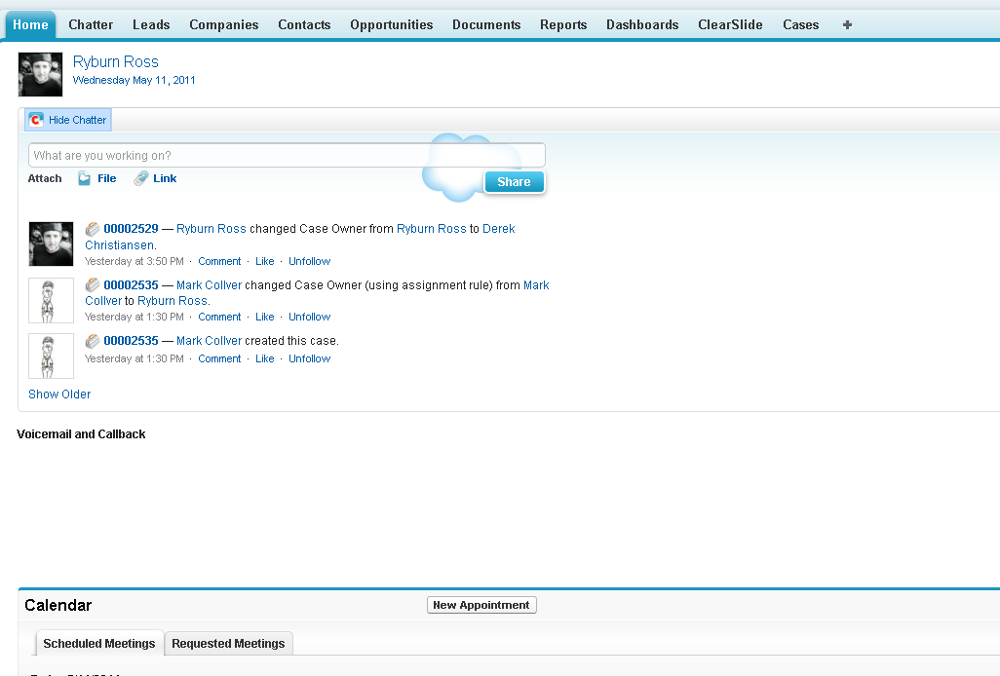 Home Chatter Leads Companies Contacts Opportunities Documents Reports Dashboards ClearSlide Cases
Ryburn Ross
Wednesday May 11, 2011
Hide Chatter
What are you working on?
Attach File Link
Share
00002529 — Ryburn Ross changed Case Owner from Ryburn Ross to Derek
Christiansen.
Yesterday at 3:50 PM · Comment · Like · Unfollow
00002535 — Mark Collver changed Case Owner (using assignment rule) from Mark
Collver to Ryburn Ross.
Yesterday at 1:30 PM · Comment · Like · Unfollow
00002535 — Mark Collver created this case.
Yesterday at 1:30 PM · Comment · Like · Unfollow
Show Older
Voicemail and Callback
Calendar New Appointment
Scheduled Meetings Requested Meetings